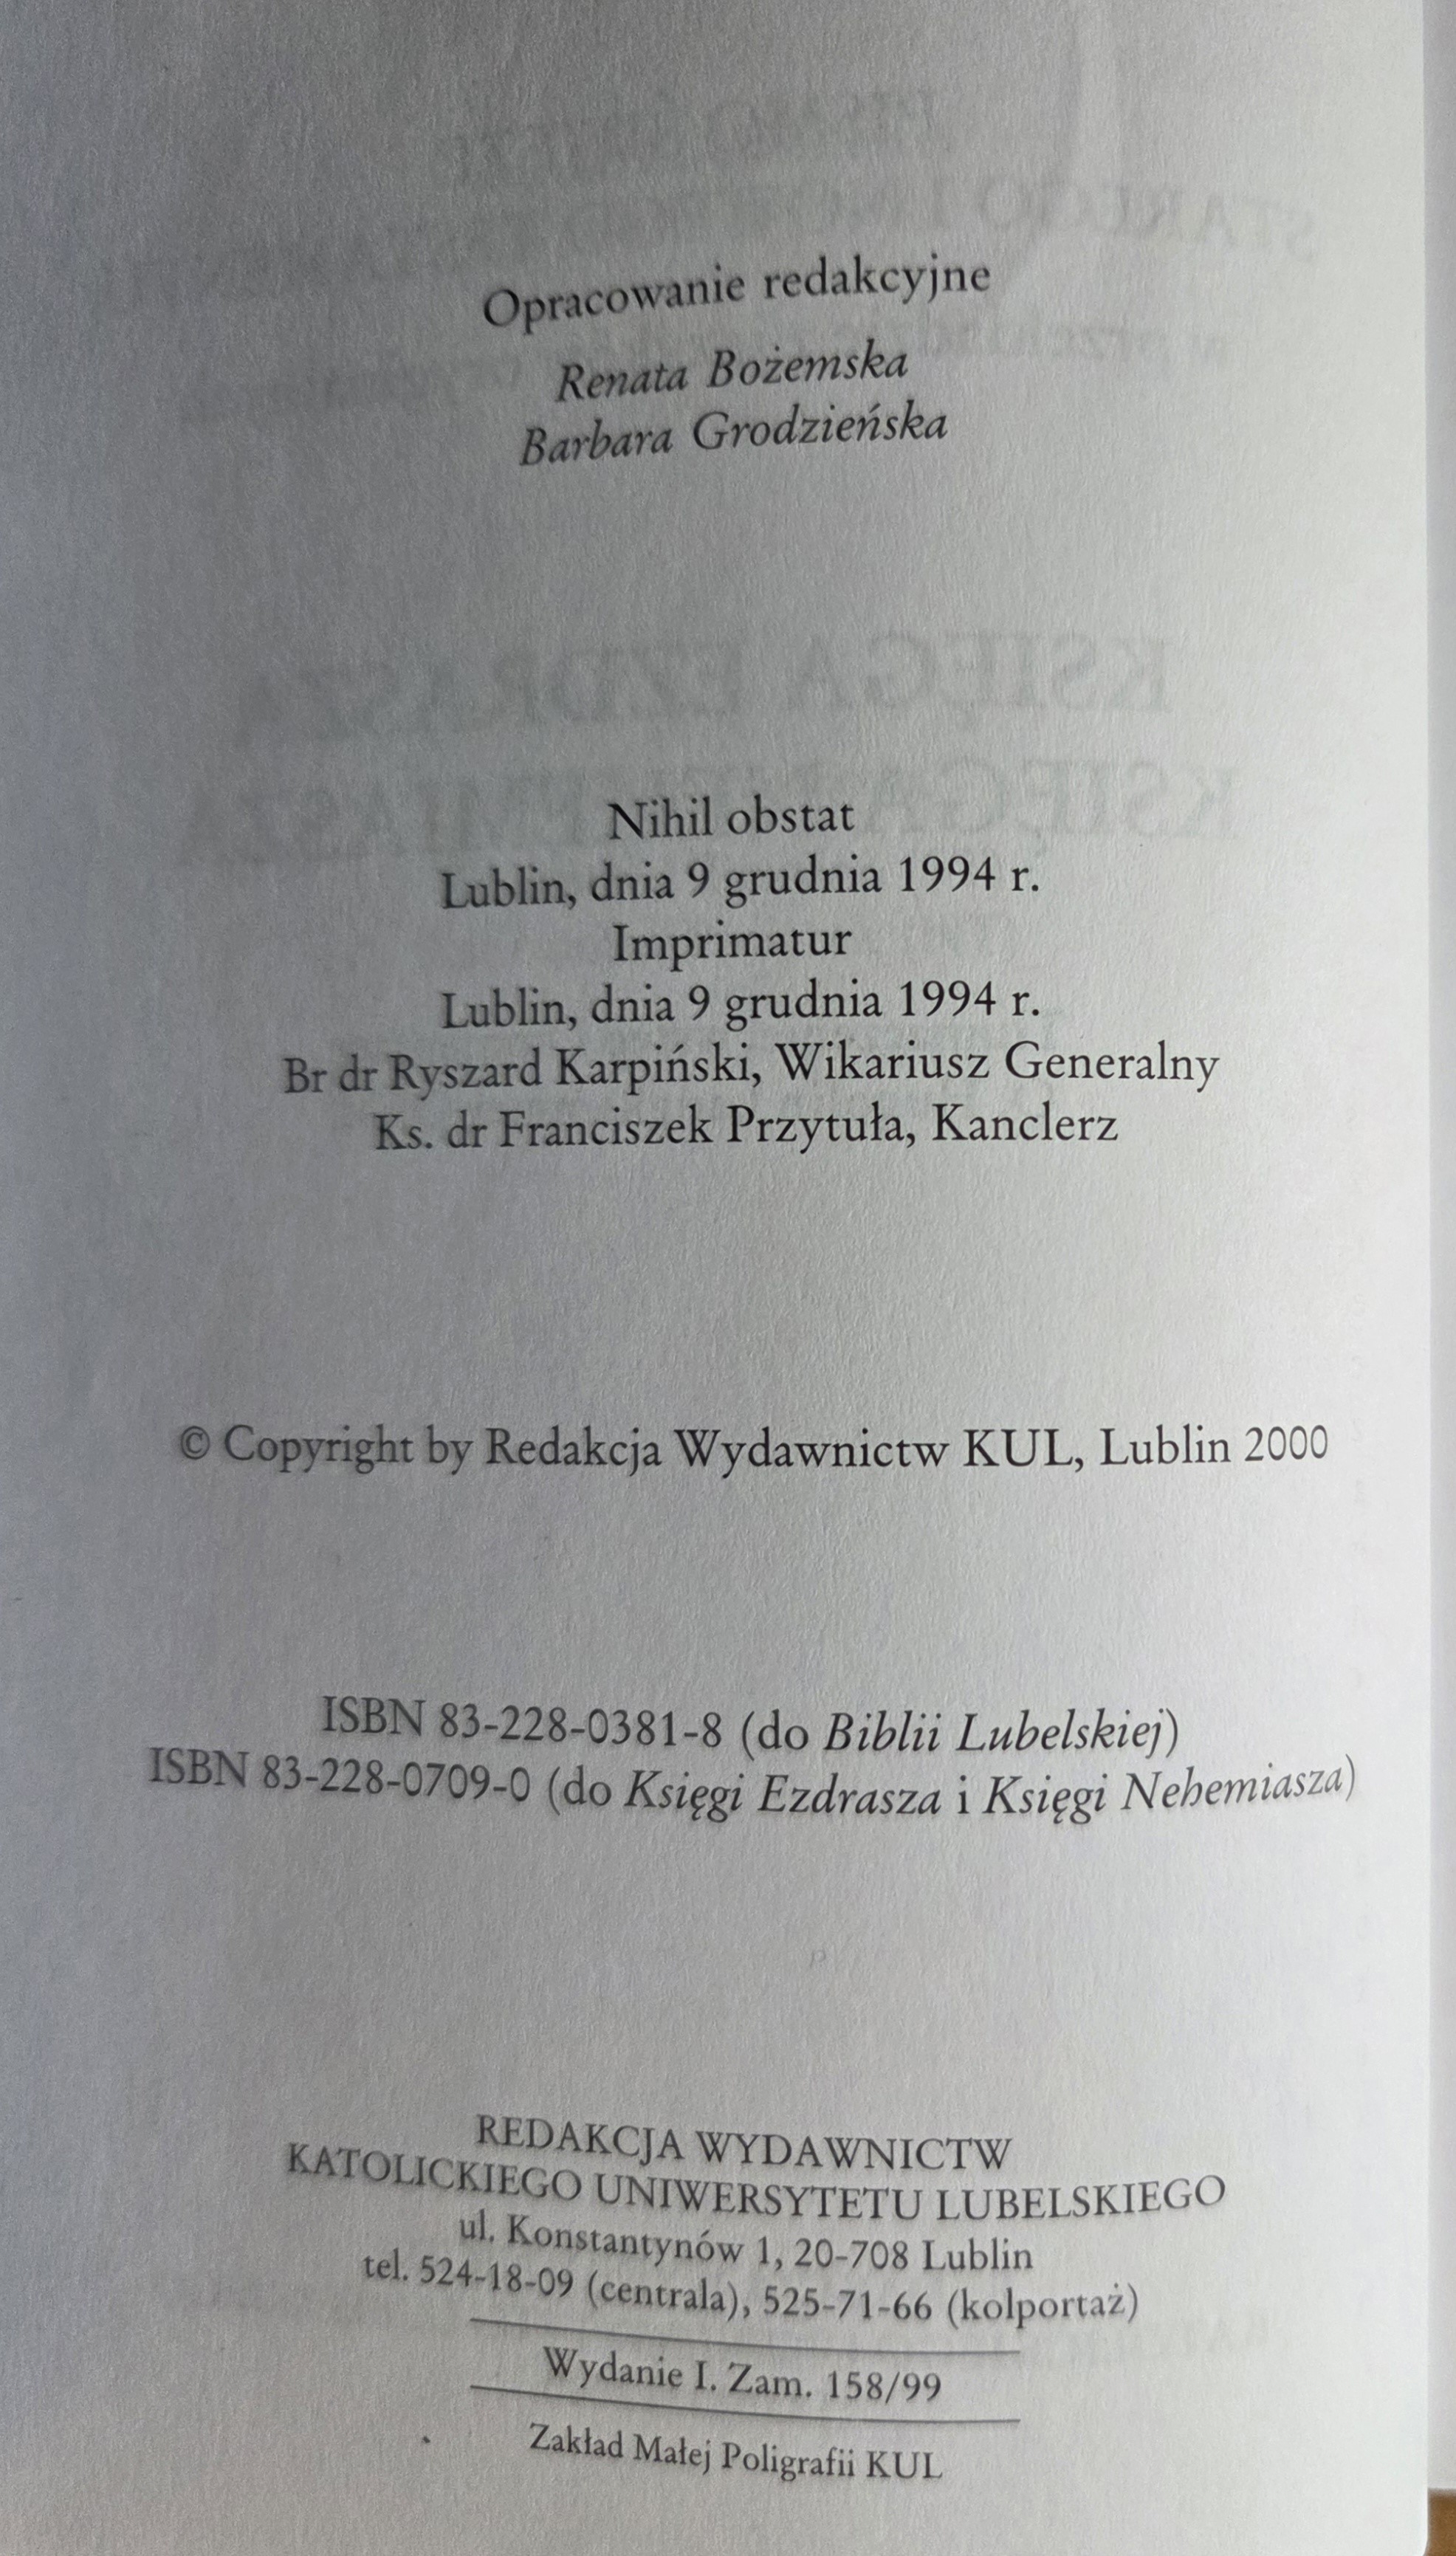 Opracowanie redakcyjne
Renata Bożemska
Barbara Grodzieńska
Nihil obstat
Lublin, dnia 9 grudnia 1994 r.
Imprimatur
Lublin, dnia 9 grudnia 1994 r.
Br dr Ryszard Karpiński, Wikariusz Generalny
Ks. dr Franciszek Przytuła, Kanclerz
© Copyright by Redakcja Wydawnictw KUL, Lublin 2000
ISBN 83-228-0381-8 (do Biblii Lubelskiej)
ISBN 83-228-0709-0 (do Księgi Ezdrasza i Księgi Nehemiasza)
REDAKCJA WYDAWNICTW
KATOLICKIEGO UNIWERSYTETU LUBELSKIEGO
ul. Konstantynów 1, 20-708 Lublin
tel. 524-18-09 (centrala), 525-71-66 (kolportaż)
Wydanie I. Zam. 158/99
Zakład Małej Poligrafii KUL